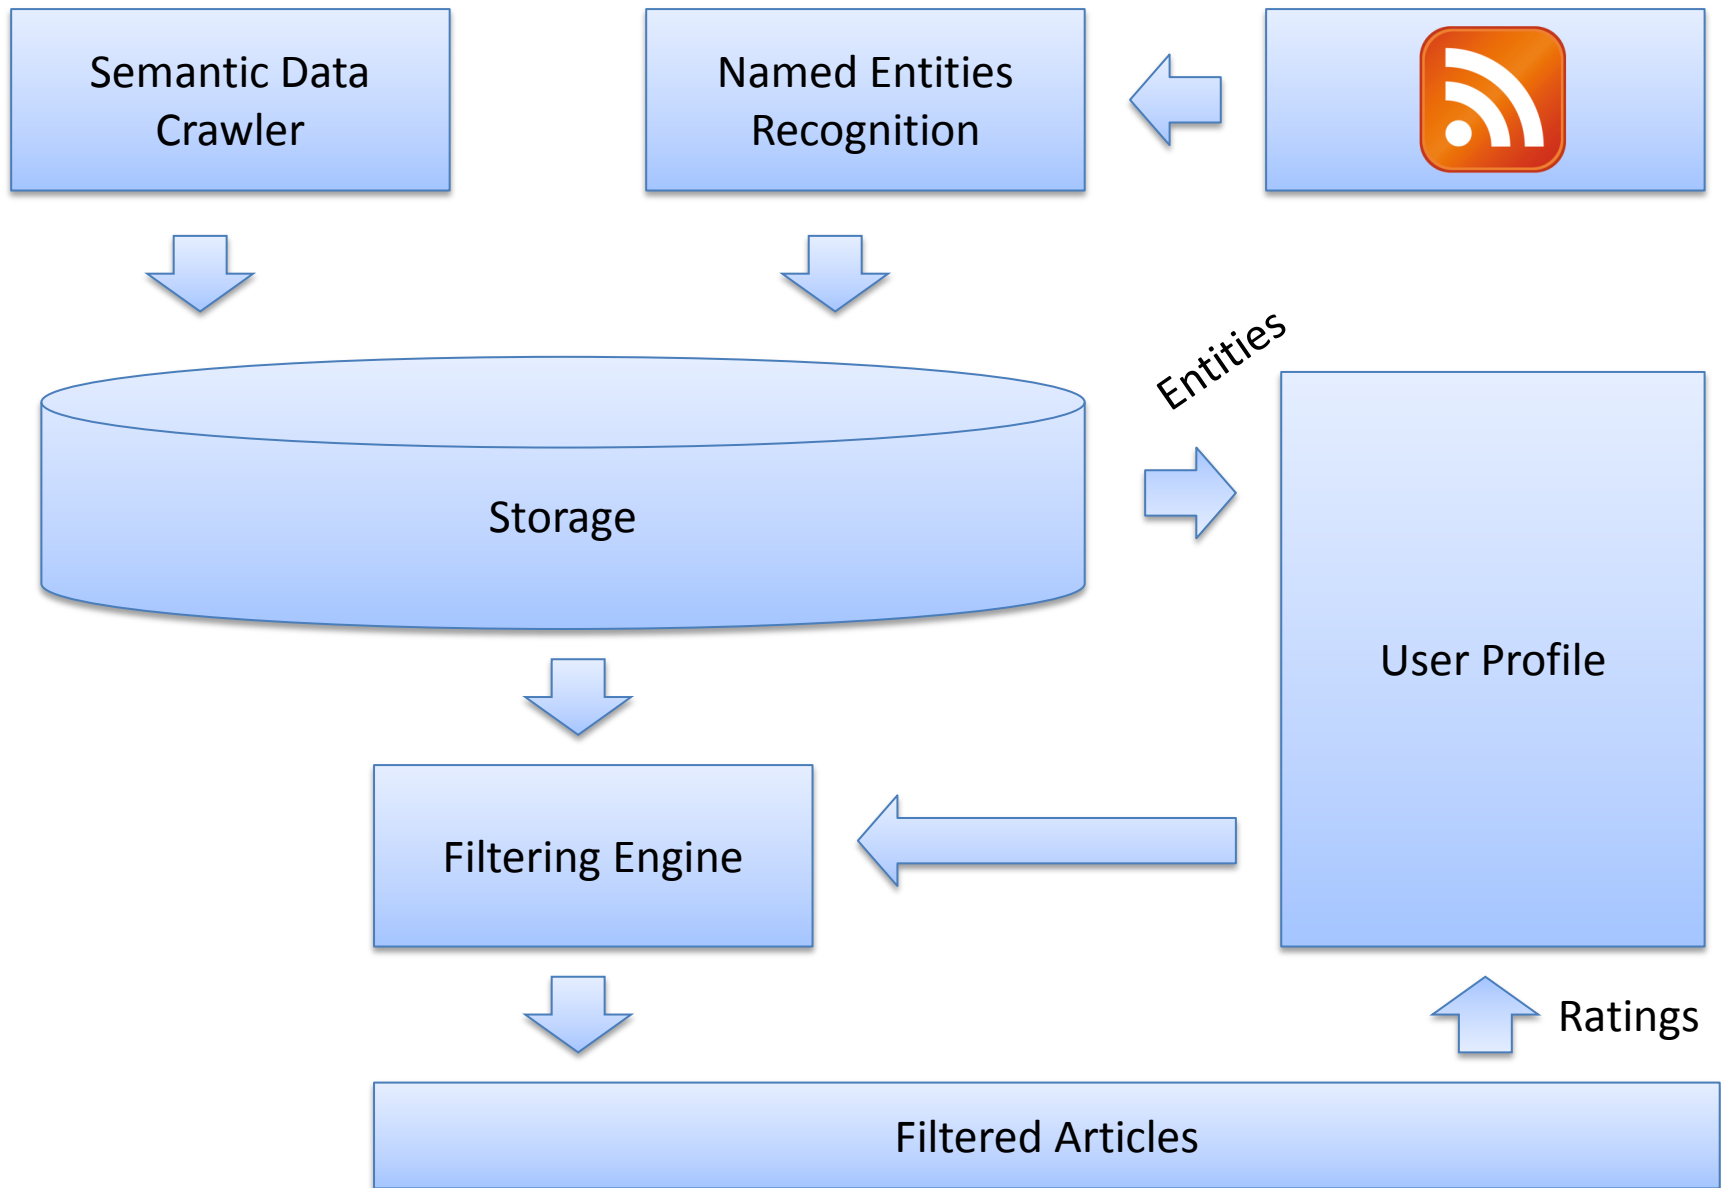 Semantic Data
Crawler
Named Entities
Recognition
Entities
Storage
User Profile
Filtering Engine
Ratings
Filtered Articles